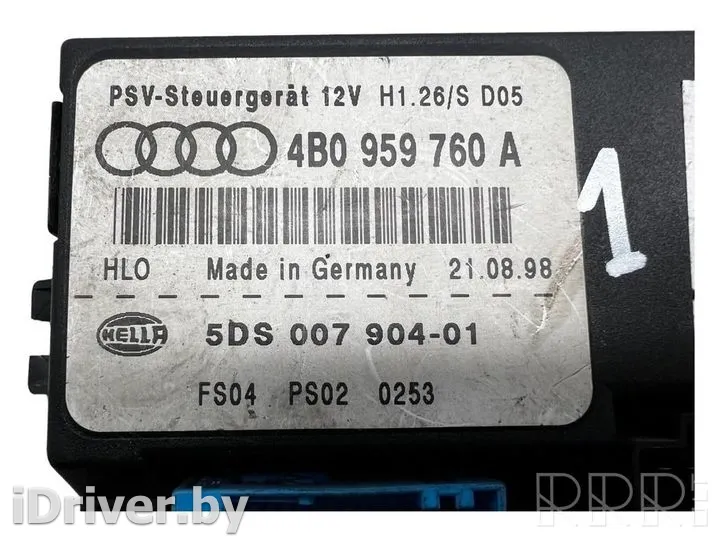 PSV-Steuergerät 12V H1.26/S D05
4B0 959 760 A
1
HLO Made in Germany 21.08.98
HELLA 5DS 007 904-01
FS04 PS02 0253
iDriver.by
RRR